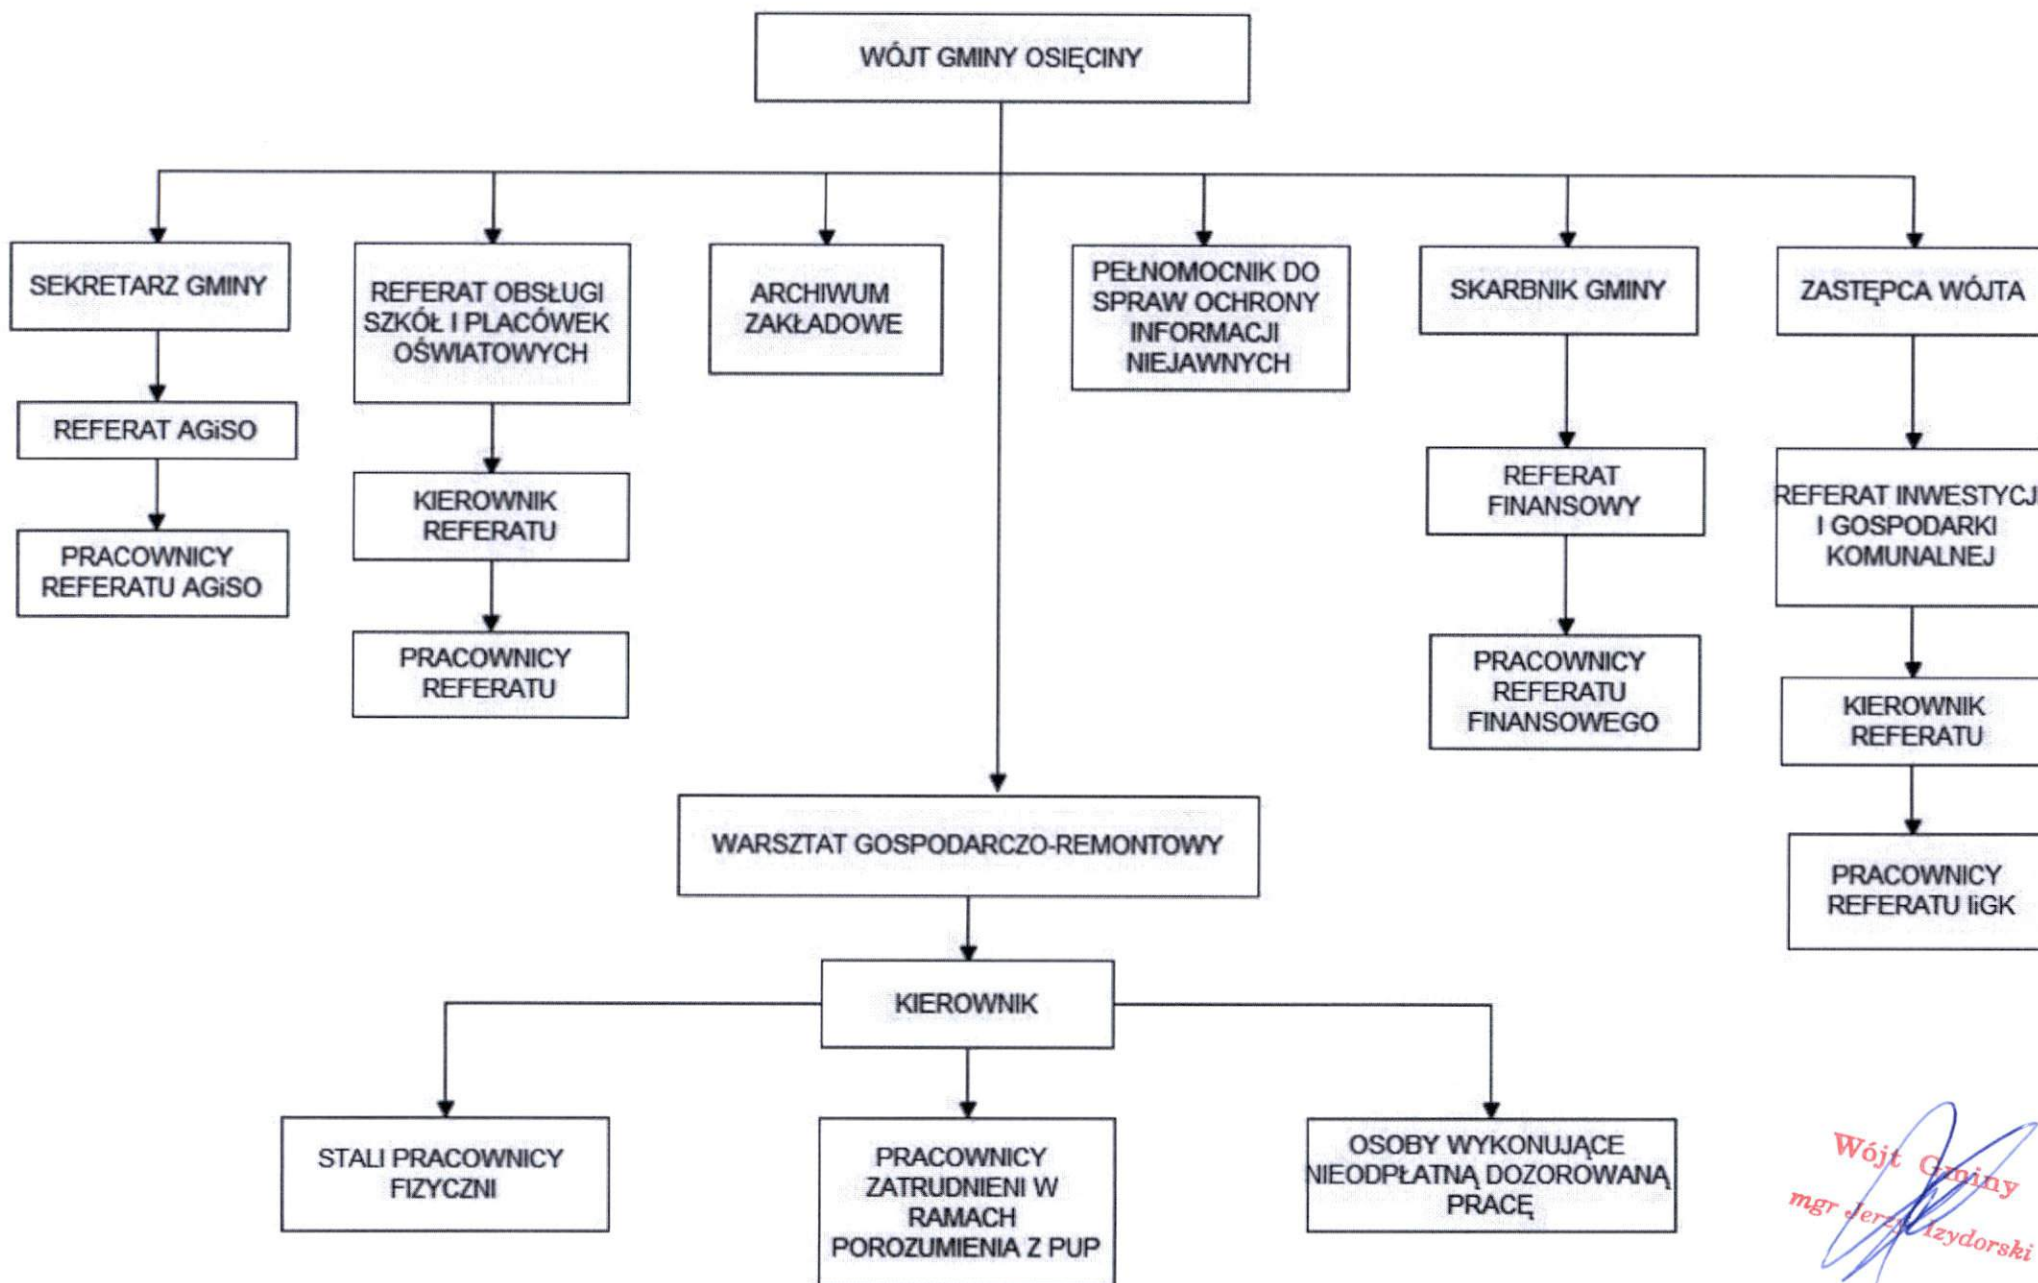 WÓJT GMINY OSIĘCINY
SEKRETARZ GMINY
REFERAT AGiSO
PRACOWNICY
REFERATU AGiSO
REFERAT OBSŁUGI
SZKÓŁ I PLACÓWEK
OŚWIATOWYCH
KIEROWNIK
REFERATU
PRACOWNICY
REFERATU
ARCHIWUM
ZAKŁADOWE
PEŁNOMOCNIK DO
SPRAW OCHRONY
INFORMACJI
NIEJAWNYCH
SKARBNIK GMINY
REFERAT
FINANSOWY
PRACOWNICY
REFERATU
FINANSOWEGO
ZASTĘPCA WÓJTA
REFERAT INWESTYCJI
I GOSPODARKI
KOMUNALNEJ
KIEROWNIK
REFERATU
PRACOWNICY
REFERATU IiGK
WARSZTAT GOSPODARCZO-REMONTOWY
KIEROWNIK
STALI PRACOWNICY
FIZYCZNI
PRACOWNICY
ZATRUDNIENI W
RAMACH
POROZUMIENIA Z PUP
OSOBY WYKONUJĄCE
NIEODPŁATNĄ DOZOROWANĄ
PRACĘ
Wójt Gminy
mgr Jerzy Izydorski